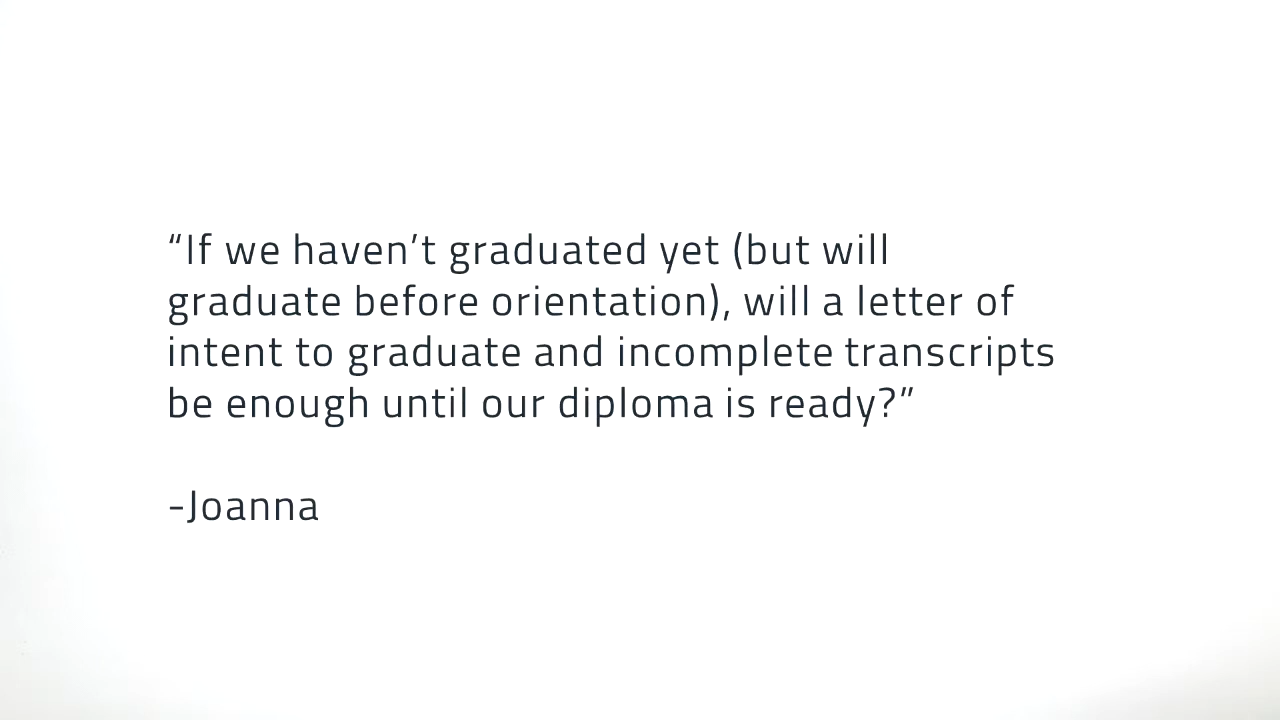 “If we haven’t graduated yet (but will
graduate before orientation), will a letter of
intent to graduate and incomplete transcripts
be enough until our diploma is ready?”
-Joanna